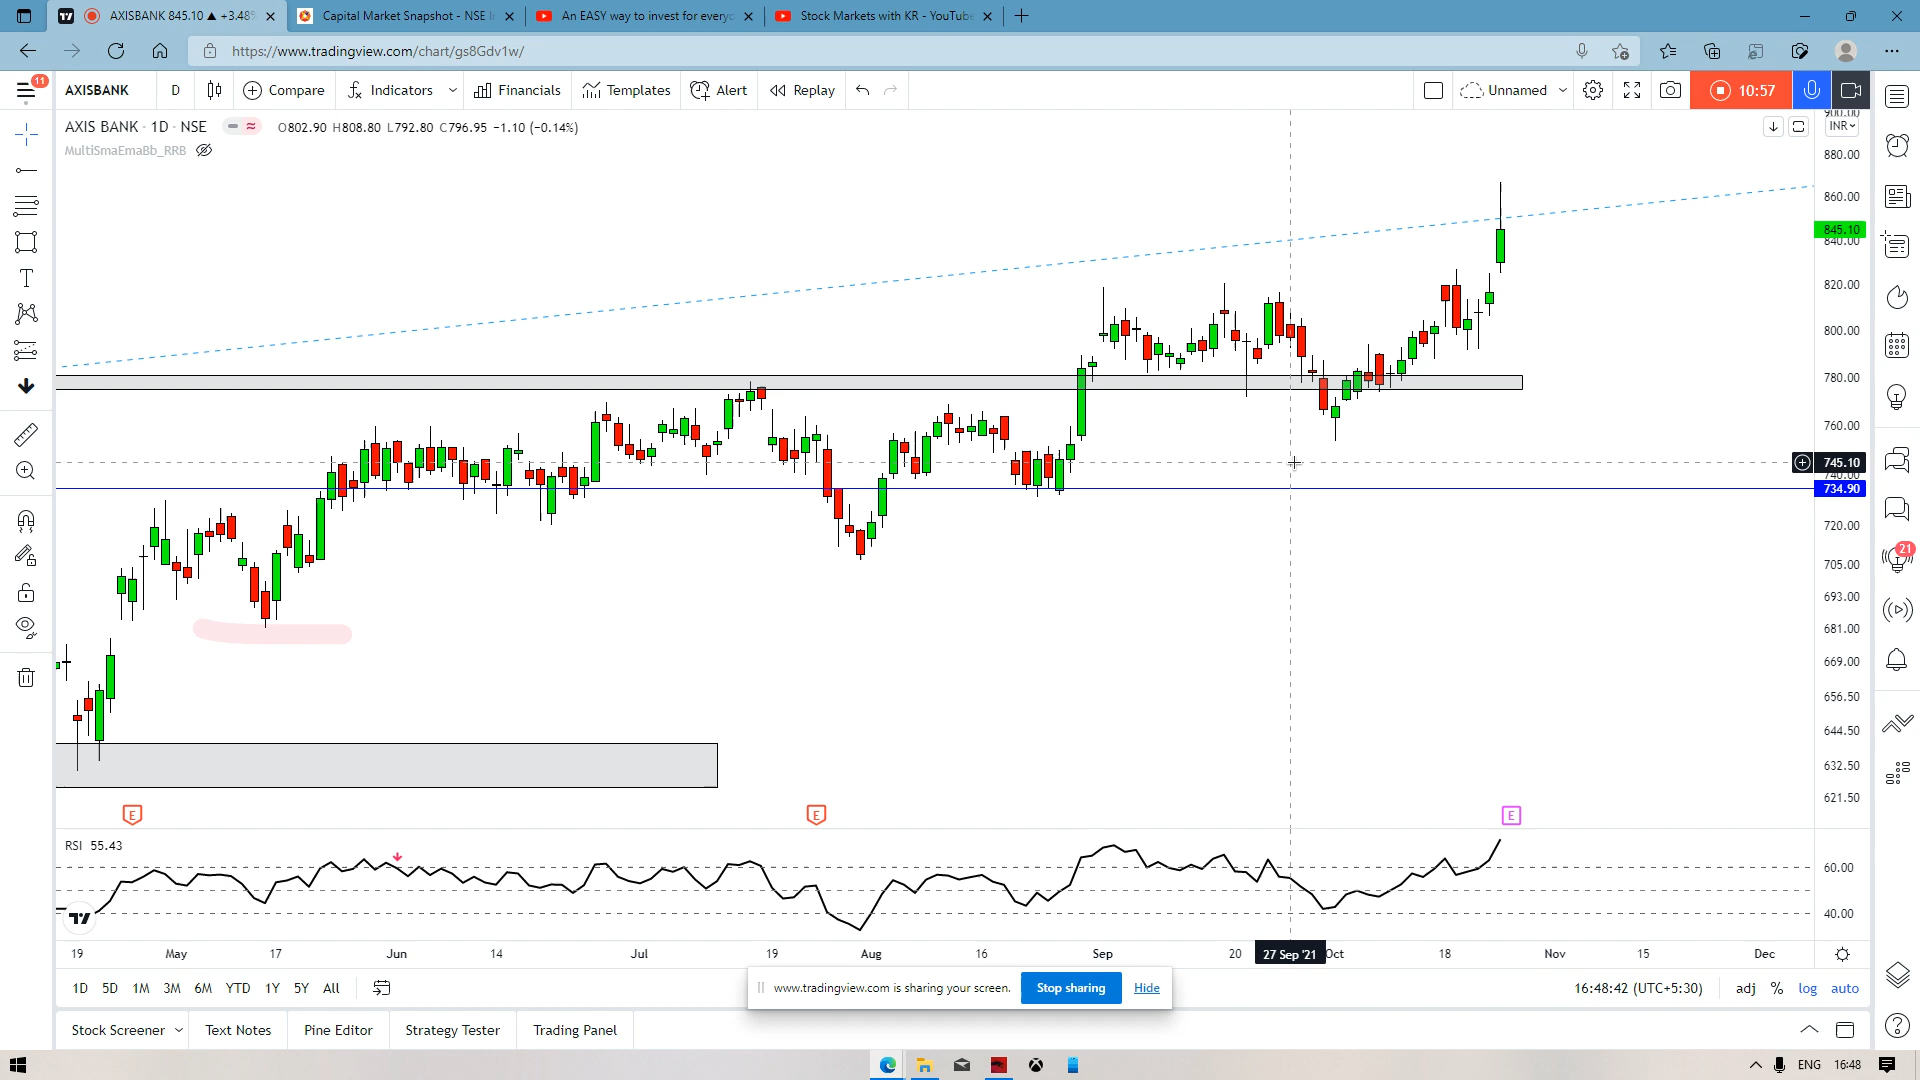 AXISBANK 845.10 ▲ +3.48%
Capital Market Snapshot - NSE I
An EASY way to invest for everyo
Stock Markets with KR - YouTube
https://www.tradingview.com/chart/gs8Gdv1w/
11
AXISBANK D Compare Indicators Financials Templates Alert Replay Unnamed 10:57
AXIS BANK · 1D · NSE O802.90 H808.80 L792.80 C796.95 −1.10 (−0.14%)
MultiSmaEmaBb_RRB
INR
900.00
880.00
860.00
845.10
840.00
820.00
800.00
780.00
760.00
745.10
740.00
734.90
720.00
705.00
693.00
681.00
669.00
656.50
644.50
632.50
621.50
21
E E E
RSI 55.43
60.00
40.00
19 May 17 Jun 14 Jul 19 Aug 16 Sep 20 27 Sep '21 Oct 18 Nov 15 Dec
1D 5D 1M 3M 6M YTD 1Y 5Y All
www.tradingview.com is sharing your screen. Stop sharing Hide
16:48:42 (UTC+5:30) adj % log auto
Stock Screener Text Notes Pine Editor Strategy Tester Trading Panel
ENG 16:48